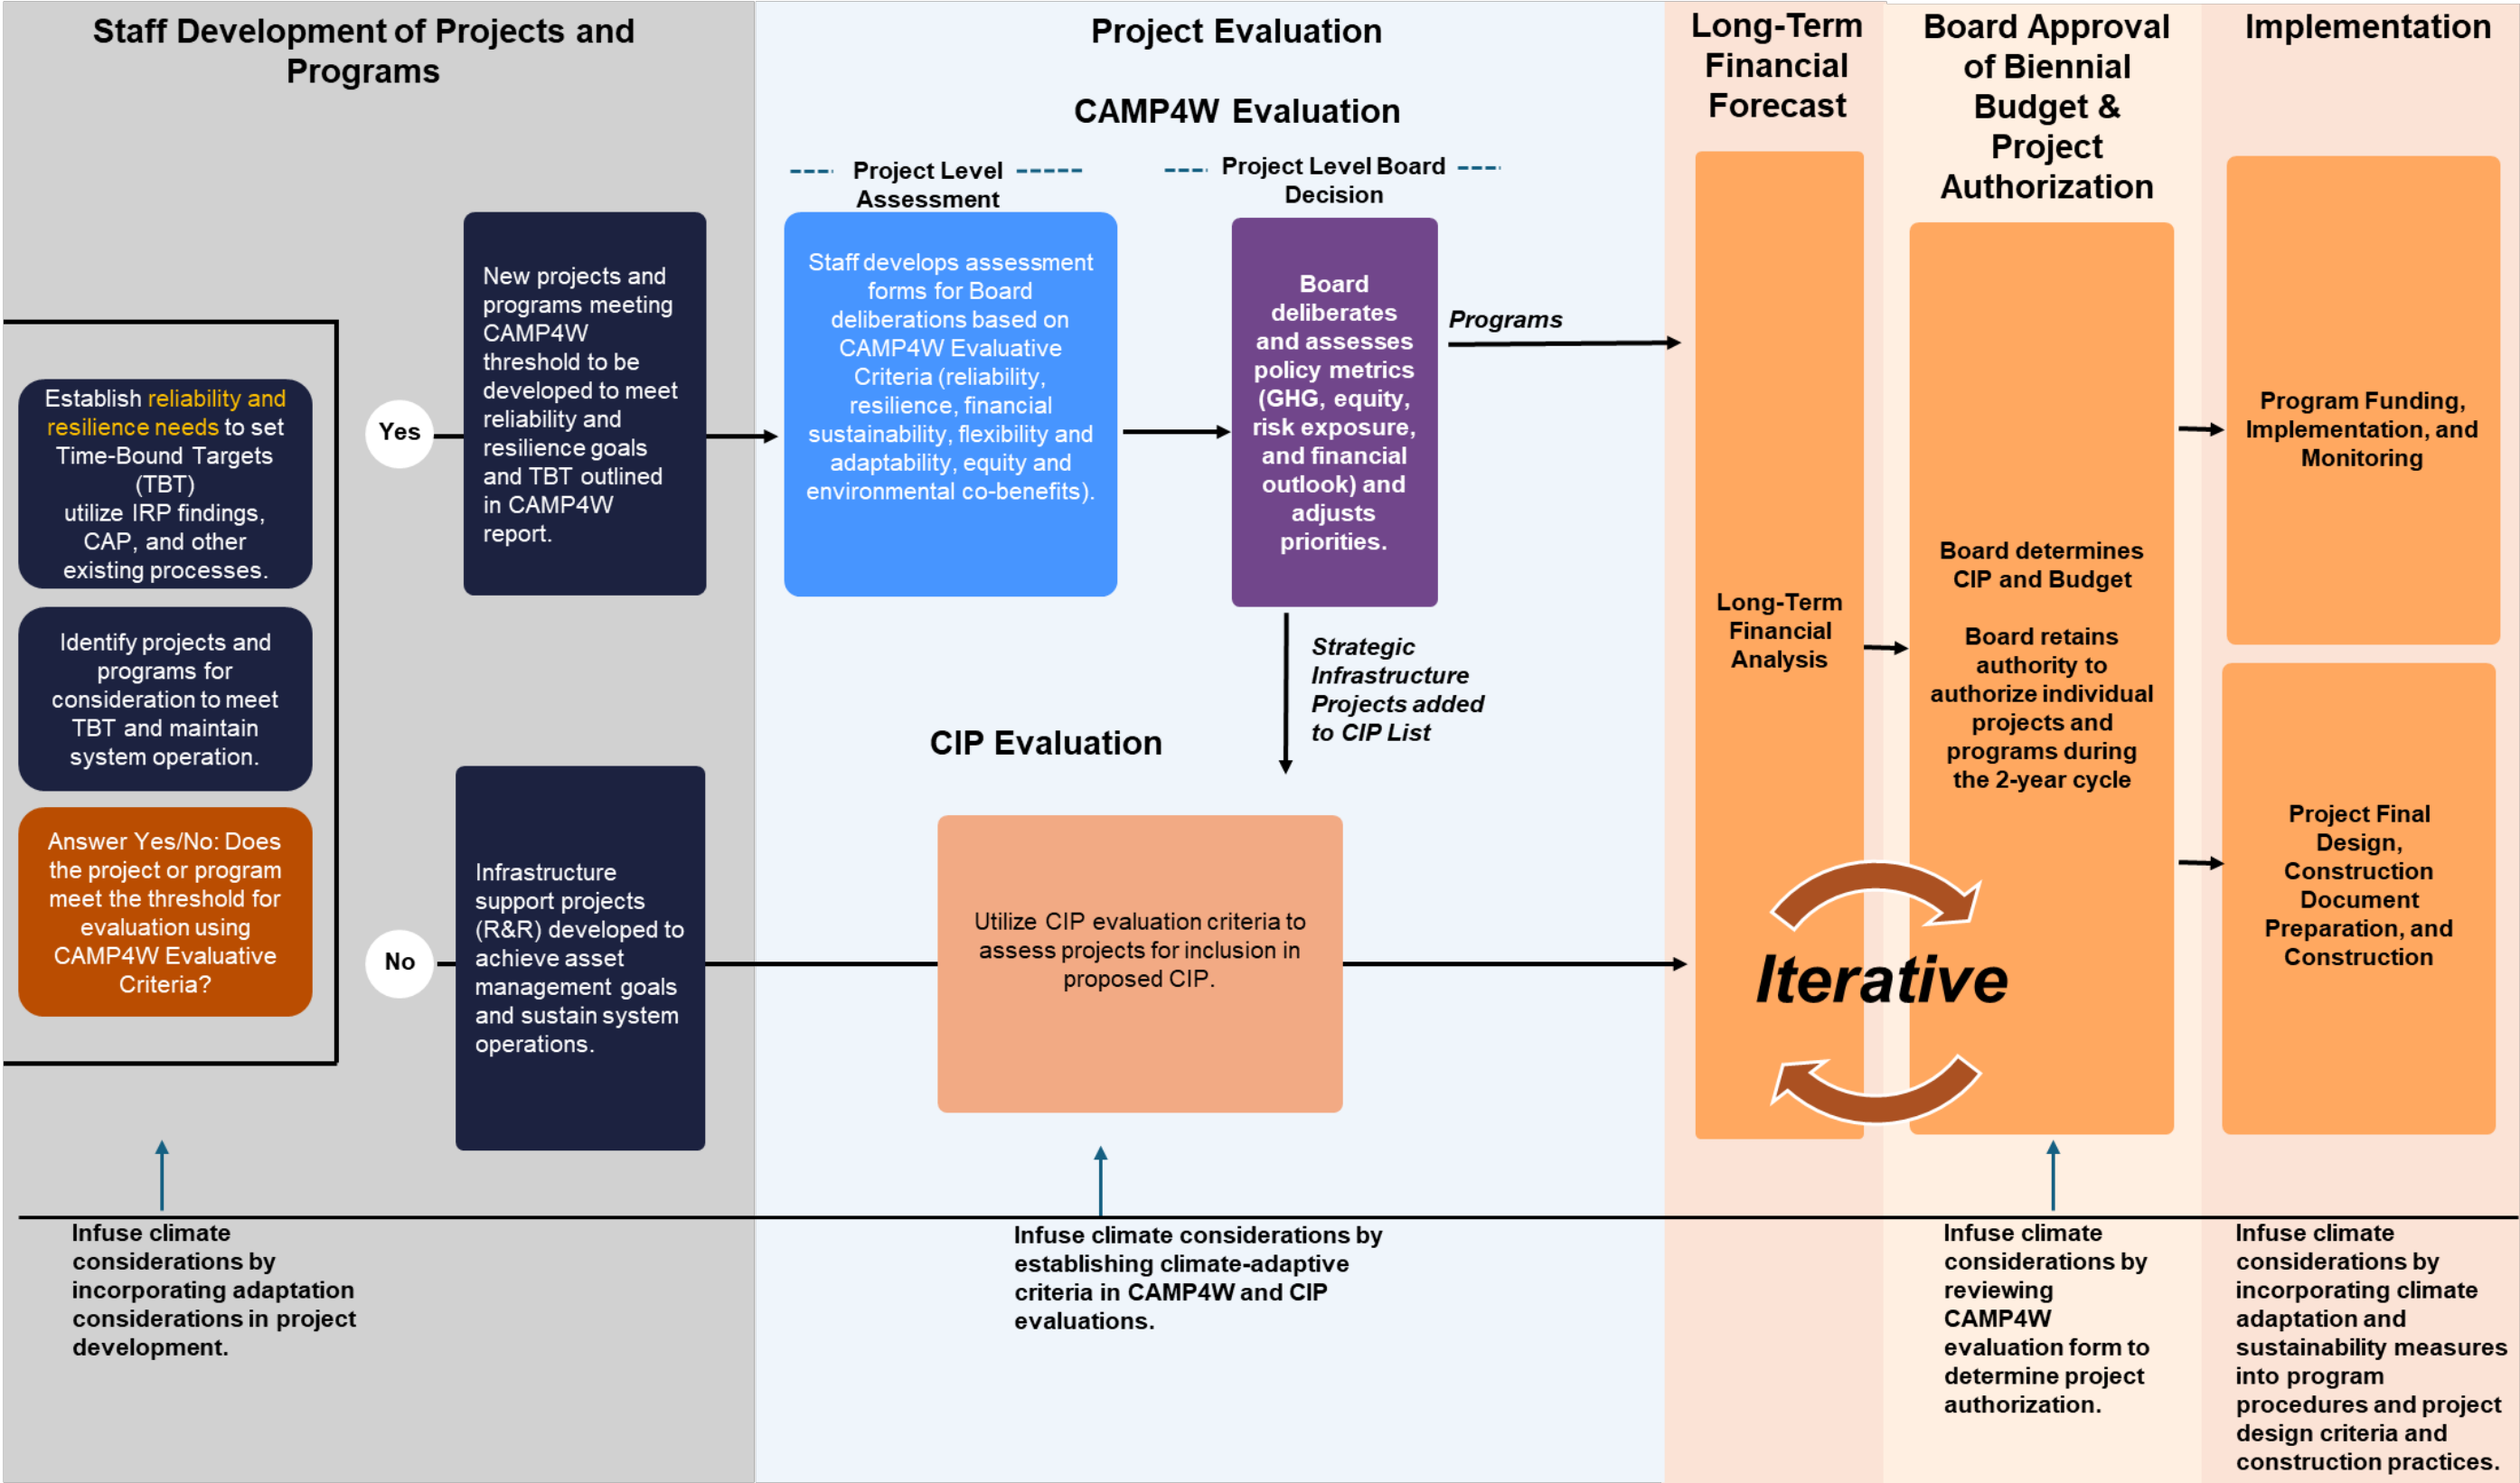 Staff Development of Projects and
Programs
Establish reliability and
resilience needs to set
Time-Bound Targets
(TBT)
utilize IRP findings,
CAP, and other
existing processes.
Identify projects and
programs for
consideration to meet
TBT and maintain
system operation.
Answer Yes/No: Does
the project or program
meet the threshold for
evaluation using
CAMP4W Evaluative
Criteria?
Yes
New projects and
programs meeting
CAMP4W
threshold to be
developed to meet
reliability and
resilience goals
and TBT outlined
in CAMP4W
report.
No
Infrastructure
support projects
(R&R) developed to
achieve asset
management goals
and sustain system
operations.
Project Evaluation
CAMP4W Evaluation
Project Level
Assessment
Staff develops assessment
forms for Board
deliberations based on
CAMP4W Evaluative
Criteria (reliability,
resilience, financial
sustainability, flexibility and
adaptability, equity and
environmental co-benefits).
Project Level Board
Decision
Board
deliberates
and assesses
policy metrics
(GHG, equity,
risk exposure,
and financial
outlook) and
adjusts
priorities.
Programs
Strategic
Infrastructure
Projects added
to CIP List
CIP Evaluation
Utilize CIP evaluation criteria to
assess projects for inclusion in
proposed CIP.
Long-Term
Financial
Forecast
Long-Term
Financial
Analysis
Board Approval
of Biennial
Budget &
Project
Authorization
Board determines
CIP and Budget
Board retains
authority to
authorize individual
projects and
programs during
the 2-year cycle
Iterative
Implementation
Program Funding,
Implementation, and
Monitoring
Project Final
Design,
Construction
Document
Preparation, and
Construction
Infuse climate
considerations by
incorporating adaptation
considerations in project
development.
Infuse climate considerations by
establishing climate-adaptive
criteria in CAMP4W and CIP
evaluations.
Infuse climate
considerations by
reviewing
CAMP4W
evaluation form to
determine project
authorization.
Infuse climate
considerations by
incorporating climate
adaptation and
sustainability measures
into program
procedures and project
design criteria and
construction practices.